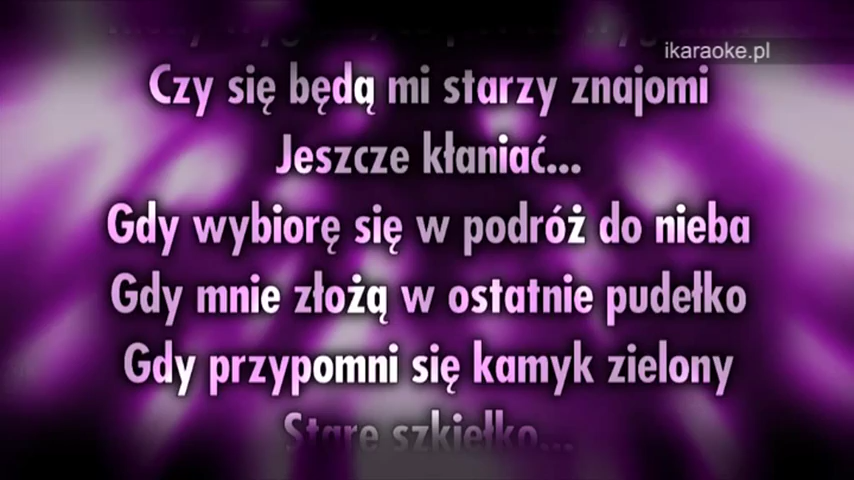 ikaraoke.pl
Czy się będą mi starzy znajomi
Jeszcze kłaniać...
Gdy wybiorę się w podróż do nieba
Gdy mnie złożą w ostatnie pudełko
Gdy przypomni się kamyk zielony
Stare szkiełko...